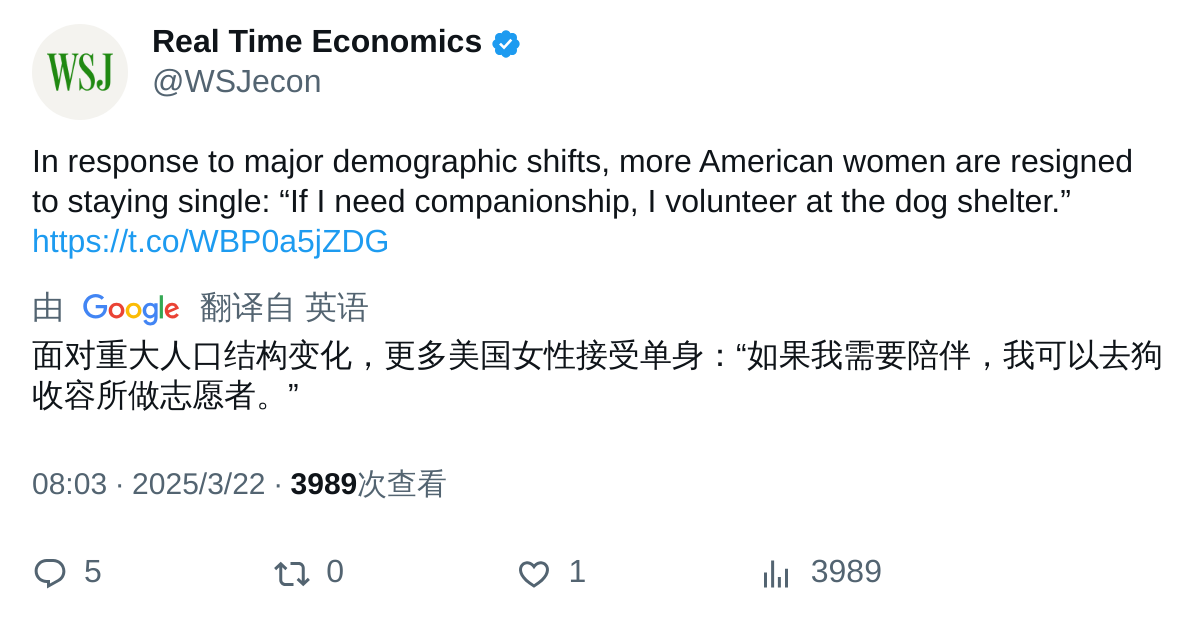 WSJ
Real Time Economics
@WSJecon
In response to major demographic shifts, more American women are resigned
to staying single: “If I need companionship, I volunteer at the dog shelter.”
https://t.co/WBP0a5jZDG
由 Google 翻译自 英语
面对重大人口结构变化，更多美国女性接受单身：“如果我需要陪伴，我可以去狗
收容所做志愿者。”
08:03 · 2025/3/22 · 3989次查看
5 0 1 3989